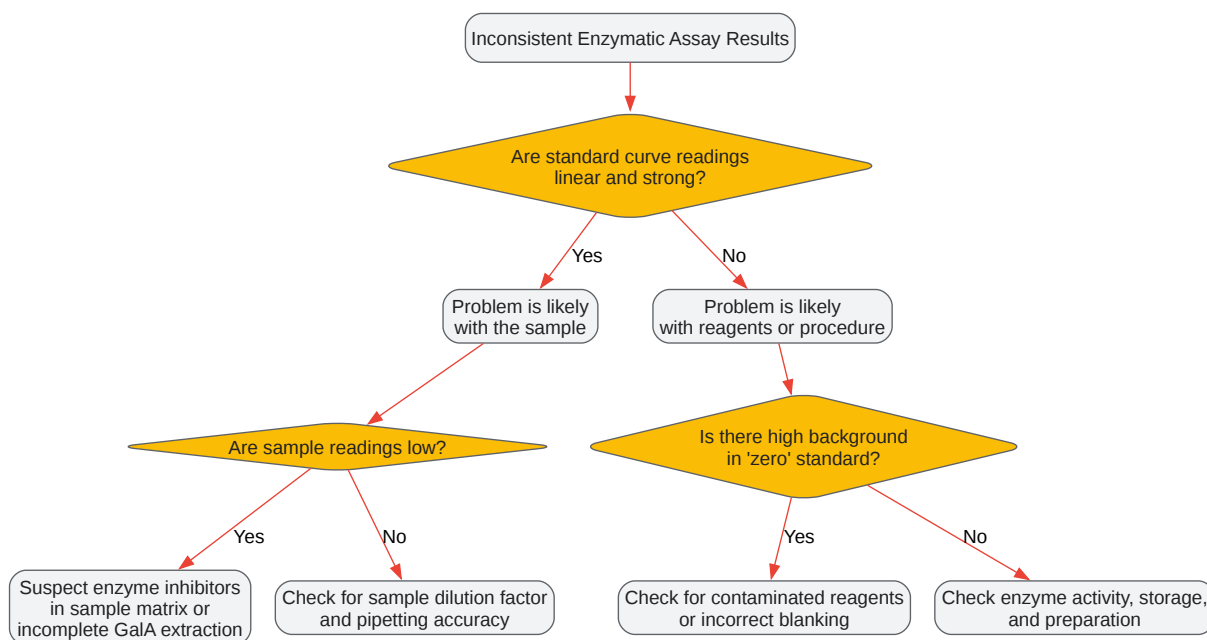 Inconsistent Enzymatic Assay Results
Are standard curve readings
linear and strong?
Yes
No
Problem is likely
with the sample
Problem is likely
with reagents or procedure
Are sample readings low?
Is there high background
in 'zero' standard?
Yes
No
Yes
No
Suspect enzyme inhibitors
in sample matrix or
incomplete GalA extraction
Check for sample dilution factor
and pipetting accuracy
Check for contaminated reagents
or incorrect blanking
Check enzyme activity, storage,
and preparation